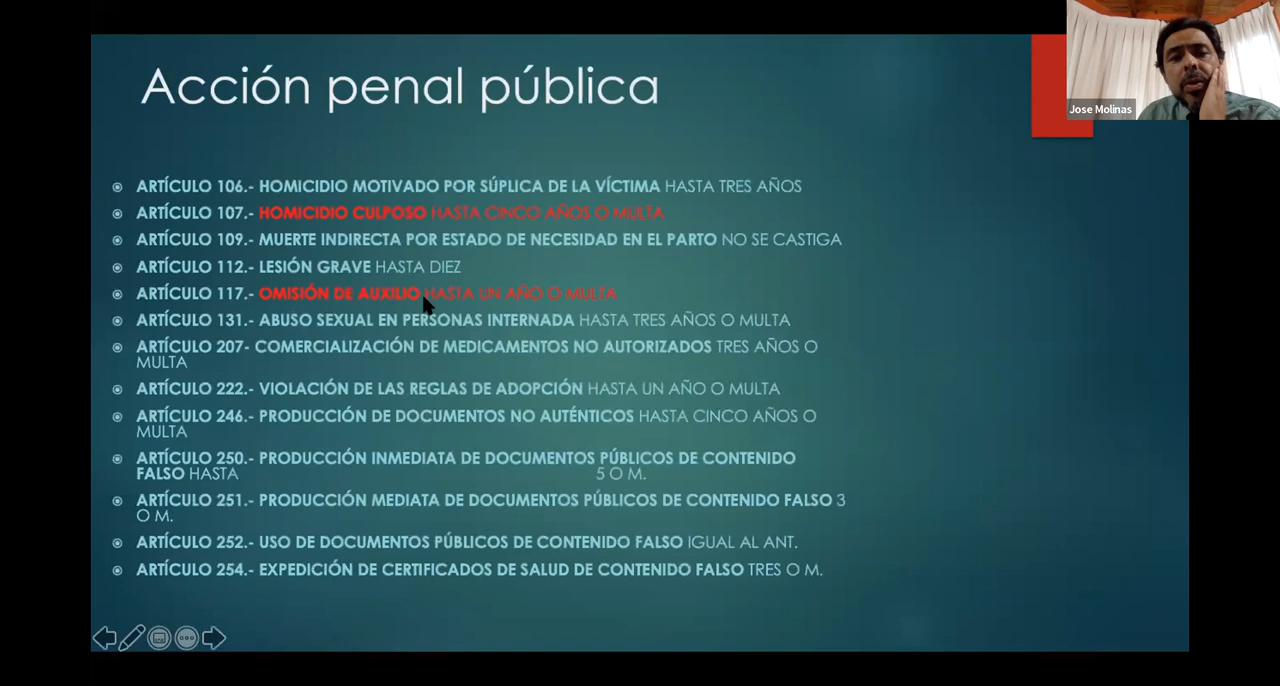 Acción penal pública
Jose Molinas
ARTÍCULO 106.- HOMICIDIO MOTIVADO POR SÚPLICA DE LA VÍCTIMA HASTA TRES AÑOS
ARTÍCULO 107.- HOMICIDIO CULPOSO HASTA CINCO AÑOS O MULTA
ARTÍCULO 109.- MUERTE INDIRECTA POR ESTADO DE NECESIDAD EN EL PARTO NO SE CASTIGA
ARTÍCULO 112.- LESIÓN GRAVE HASTA DIEZ
ARTÍCULO 117.- OMISIÓN DE AUXILIO HASTA UN AÑO O MULTA
ARTÍCULO 131.- ABUSO SEXUAL EN PERSONAS INTERNADA HASTA TRES AÑOS O MULTA
ARTÍCULO 207- COMERCIALIZACIÓN DE MEDICAMENTOS NO AUTORIZADOS TRES AÑOS O
MULTA
ARTÍCULO 222.- VIOLACIÓN DE LAS REGLAS DE ADOPCIÓN HASTA UN AÑO O MULTA
ARTÍCULO 246.- PRODUCCIÓN DE DOCUMENTOS NO AUTÉNTICOS HASTA CINCO AÑOS O
MULTA
ARTÍCULO 250.- PRODUCCIÓN INMEDIATA DE DOCUMENTOS PÚBLICOS DE CONTENIDO
FALSO HASTA 5 O M.
ARTÍCULO 251.- PRODUCCIÓN MEDIATA DE DOCUMENTOS PÚBLICOS DE CONTENIDO FALSO 3
O M.
ARTÍCULO 252.- USO DE DOCUMENTOS PÚBLICOS DE CONTENIDO FALSO IGUAL AL ANT.
ARTÍCULO 254.- EXPEDICIÓN DE CERTIFICADOS DE SALUD DE CONTENIDO FALSO TRES O M.